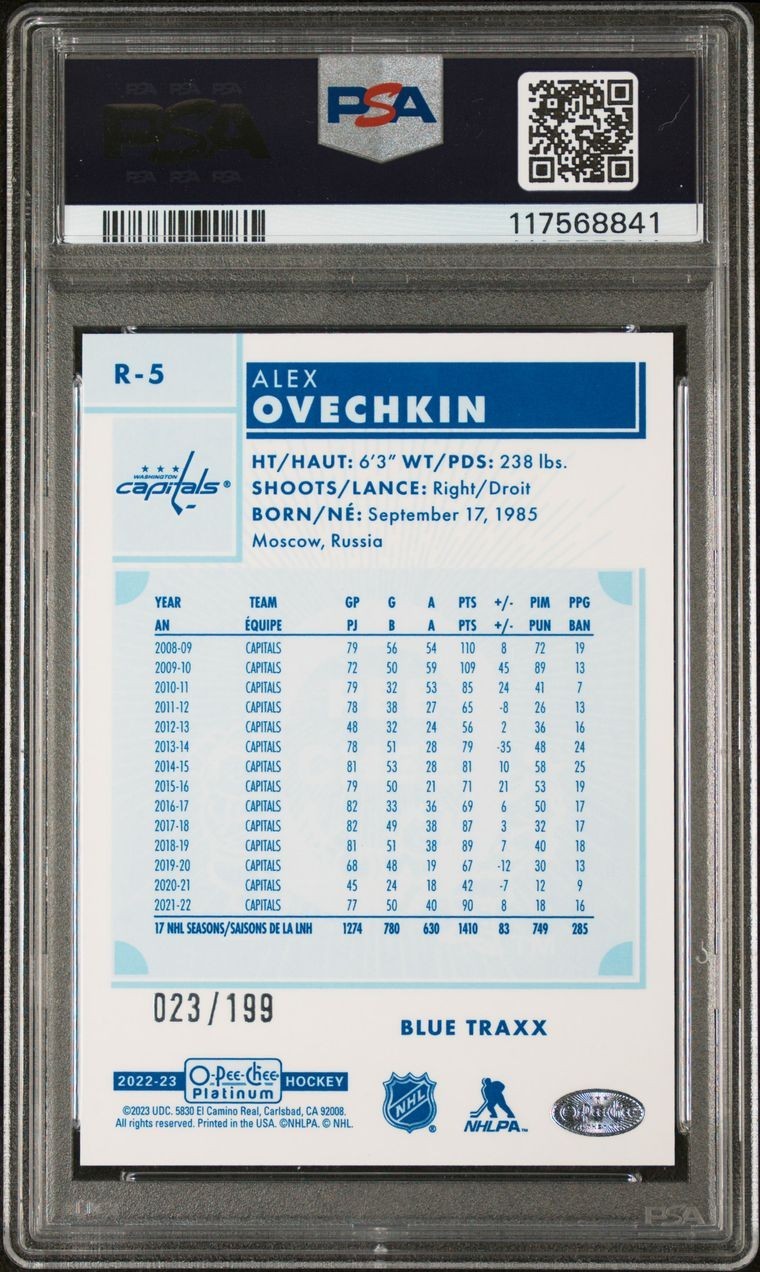 PSA PSA PSA
PSA
PSA PSA PSA
PSA
117568841
R-5
ALEX
OVECHKIN
WASHINGTON
capitals®
HT/HAUT: 6'3" WT/PDS: 238 lbs.
SHOOTS/LANCE: Right/Droit
BORN/NÉ: September 17, 1985
Moscow, Russia
YEAR TEAM GP G A PTS +/- PIM PPG
AN ÉQUIPE PJ B A PTS +/- PUN BAN
2008-09 CAPITALS 79 56 54 110 8 72 19
2009-10 CAPITALS 72 50 59 109 45 89 13
2010-11 CAPITALS 79 32 53 85 24 41 7
2011-12 CAPITALS 78 38 27 65 -8 26 13
2012-13 CAPITALS 48 32 24 56 2 36 16
2013-14 CAPITALS 78 51 28 79 -35 48 24
2014-15 CAPITALS 81 53 28 81 10 58 25
2015-16 CAPITALS 79 50 21 71 21 53 19
2016-17 CAPITALS 82 33 36 69 6 50 17
2017-18 CAPITALS 82 49 38 87 3 32 17
2018-19 CAPITALS 81 51 38 89 7 40 18
2019-20 CAPITALS 68 48 19 67 -12 30 13
2020-21 CAPITALS 45 24 18 42 -7 12 9
2021-22 CAPITALS 77 50 40 90 8 18 16
17 NHL SEASONS/SAISONS DE LA LNH 1274 780 630 1410 83 749 285
023/199
BLUE TRAXX
2022-23 O-Pee-Chee Platinum HOCKEY
©2023 UDC. 5830 El Camino Real, Carlsbad, CA 92008.
All rights reserved. Printed in the USA. ©NHLPA. © NHL.
NHL®
NHLPA™
O-Pee-Chee
PSA